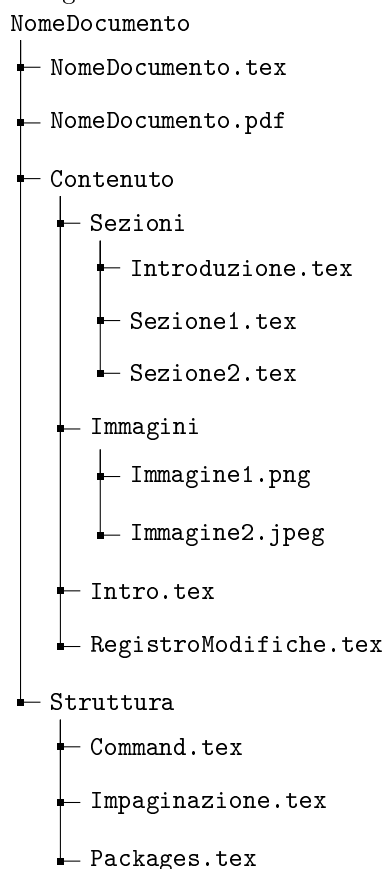 NomeDocumento
NomeDocumento.tex
NomeDocumento.pdf
Contenuto
Sezioni
Introduzione.tex
Sezione1.tex
Sezione2.tex
Immagini
Immagine1.png
Immagine2.jpeg
Intro.tex
RegistroModifiche.tex
Struttura
Command.tex
Impaginazione.tex
Packages.tex